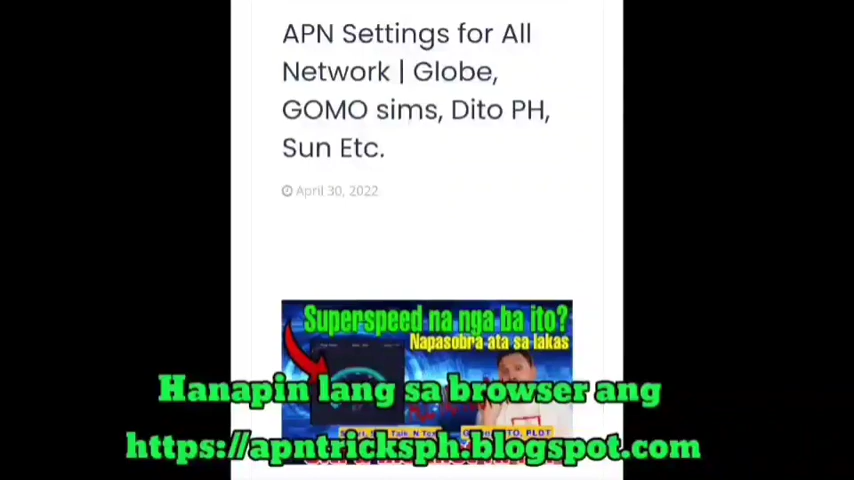 APN Settings for All
Network | Globe,
GOMO sims, Dito PH,
Sun Etc.
April 30, 2022
Superspeed na nga ba ito?
Napasobra ata sa lakas
Hanapin lang sa browser ang
https://apntricksph.blogspot.com